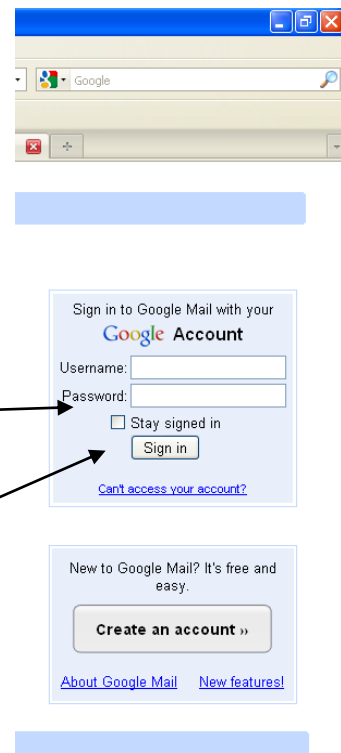 Google
Sign in to Google Mail with your
Google Account
Username:
Password:
Stay signed in
Sign in
Can't access your account?
New to Google Mail? It's free and
easy.
Create an account ››
About Google Mail New features!